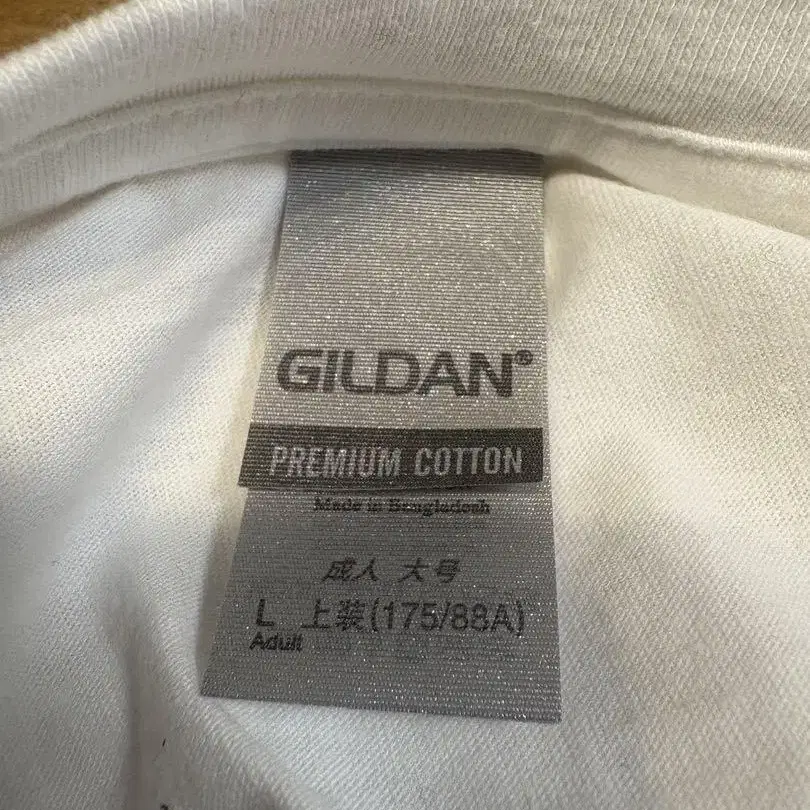 GILDAN®
PREMIUM COTTON
Made in Bangladesh
成人 大号
L 上装(175/88A)
Adult